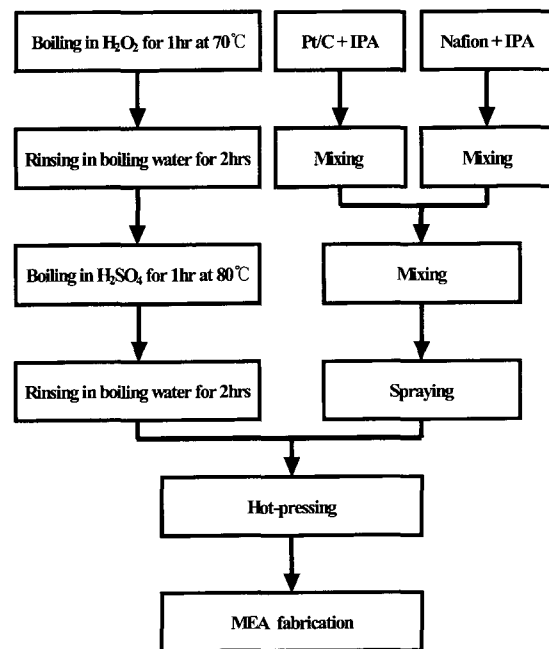 Boiling in H₂O₂ for 1hr at 70℃
Pt/C + IPA
Nafion + IPA
Rinsing in boiling water for 2hrs
Mixing
Mixing
Boiling in H₂SO₄ for 1hr at 80℃
Mixing
Rinsing in boiling water for 2hrs
Spraying
Hot-pressing
MEA fabrication